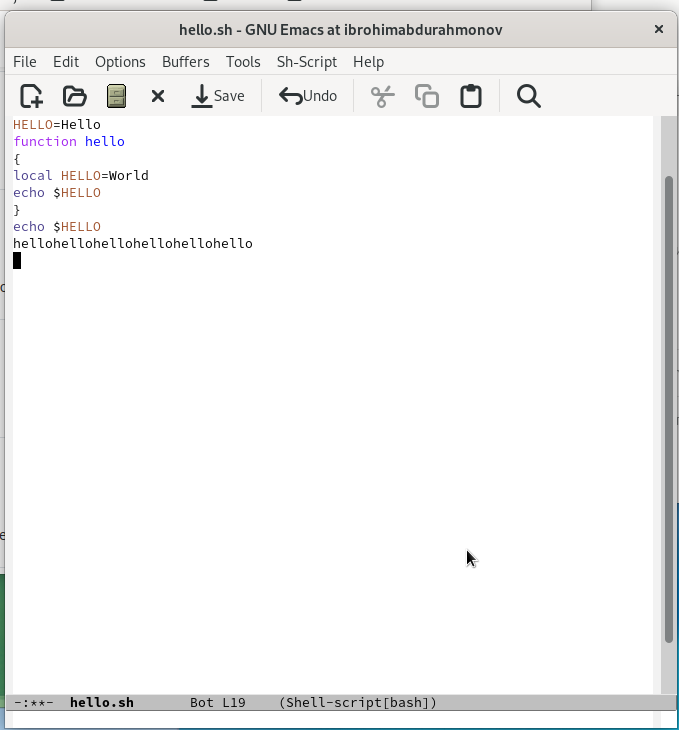 hello.sh - GNU Emacs at ibrohimabdurahmonov
File Edit Options Buffers Tools Sh-Script Help
Save Undo
HELLO=Hello
function hello
{
local HELLO=World
echo $HELLO
}
echo $HELLO
hellohellohellohellohellohello
-:**- hello.sh Bot L19 (Shell-script[bash])